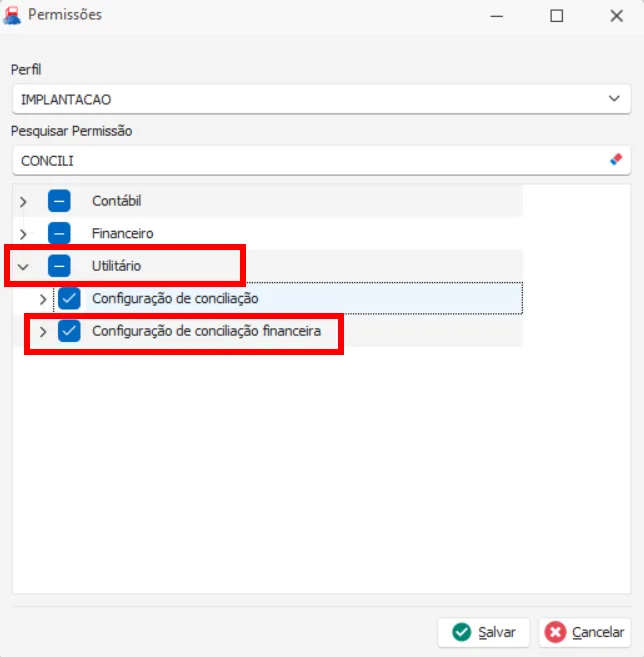 Permissões
Perfil
IMPLANTACAO
Pesquisar Permissão
CONCILI
Contábil
Financeiro
Utilitário
Configuração de conciliação
Configuração de conciliação financeira
Salvar
Cancelar